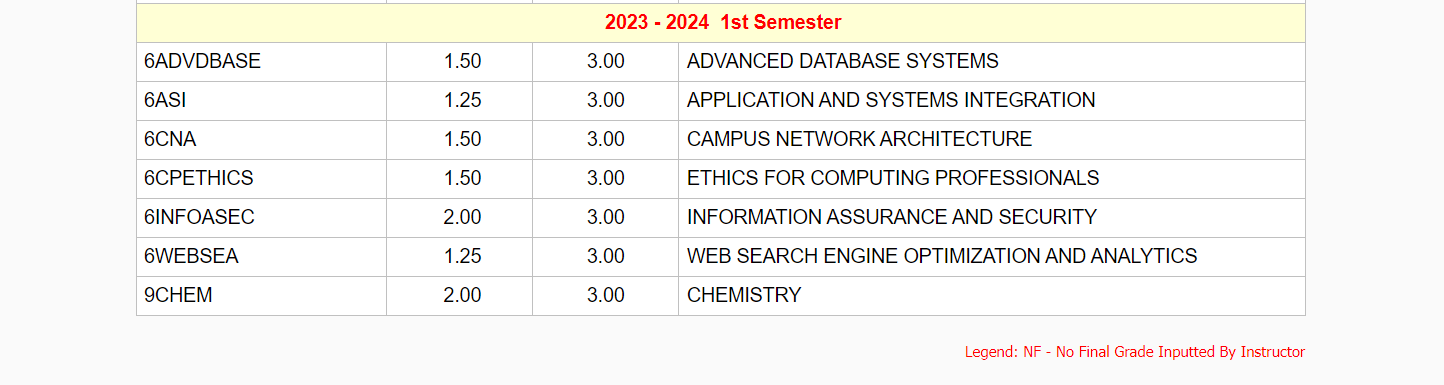 2023 - 2024 1st Semester
6ADVDBASE 1.50 3.00 ADVANCED DATABASE SYSTEMS
6ASI 1.25 3.00 APPLICATION AND SYSTEMS INTEGRATION
6CNA 1.50 3.00 CAMPUS NETWORK ARCHITECTURE
6CPETHICS 1.50 3.00 ETHICS FOR COMPUTING PROFESSIONALS
6INFOASEC 2.00 3.00 INFORMATION ASSURANCE AND SECURITY
6WEBSEA 1.25 3.00 WEB SEARCH ENGINE OPTIMIZATION AND ANALYTICS
9CHEM 2.00 3.00 CHEMISTRY
Legend: NF - No Final Grade Inputted By Instructor